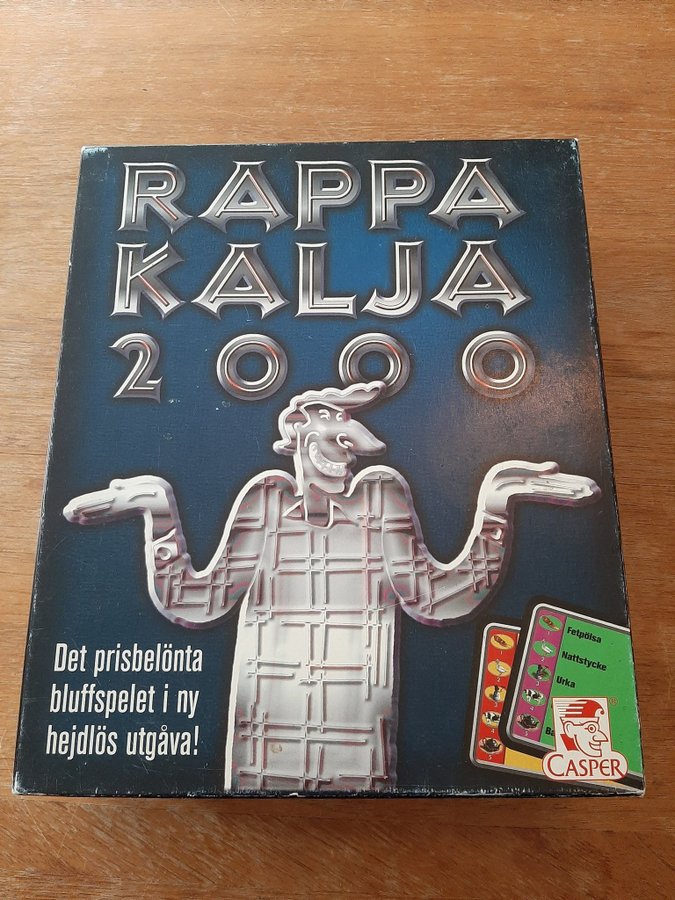 RAPPA
KALJA
2000
Det prisbelönta
bluffspelet i ny
hejdlös utgåva!
Fetpölsa
Nattstycke
Urka
CASPER